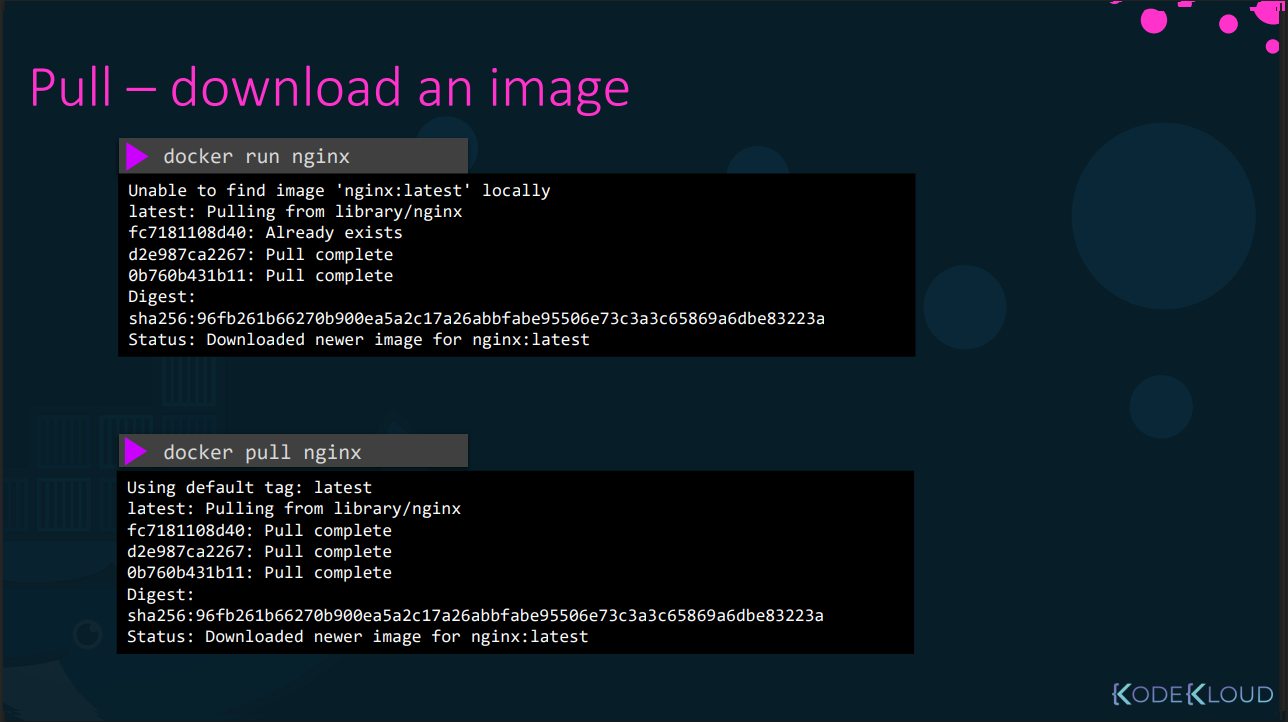 Pull – download an image
docker run nginx
Unable to find image 'nginx:latest' locally
latest: Pulling from library/nginx
fc7181108d40: Already exists
d2e987ca2267: Pull complete
0b760b431b11: Pull complete
Digest:
sha256:96fb261b66270b900ea5a2c17a26abbfabe95506e73c3a3c65869a6dbe83223a
Status: Downloaded newer image for nginx:latest
docker pull nginx
Using default tag: latest
latest: Pulling from library/nginx
fc7181108d40: Pull complete
d2e987ca2267: Pull complete
0b760b431b11: Pull complete
Digest:
sha256:96fb261b66270b900ea5a2c17a26abbfabe95506e73c3a3c65869a6dbe83223a
Status: Downloaded newer image for nginx:latest
KODEKLOUD